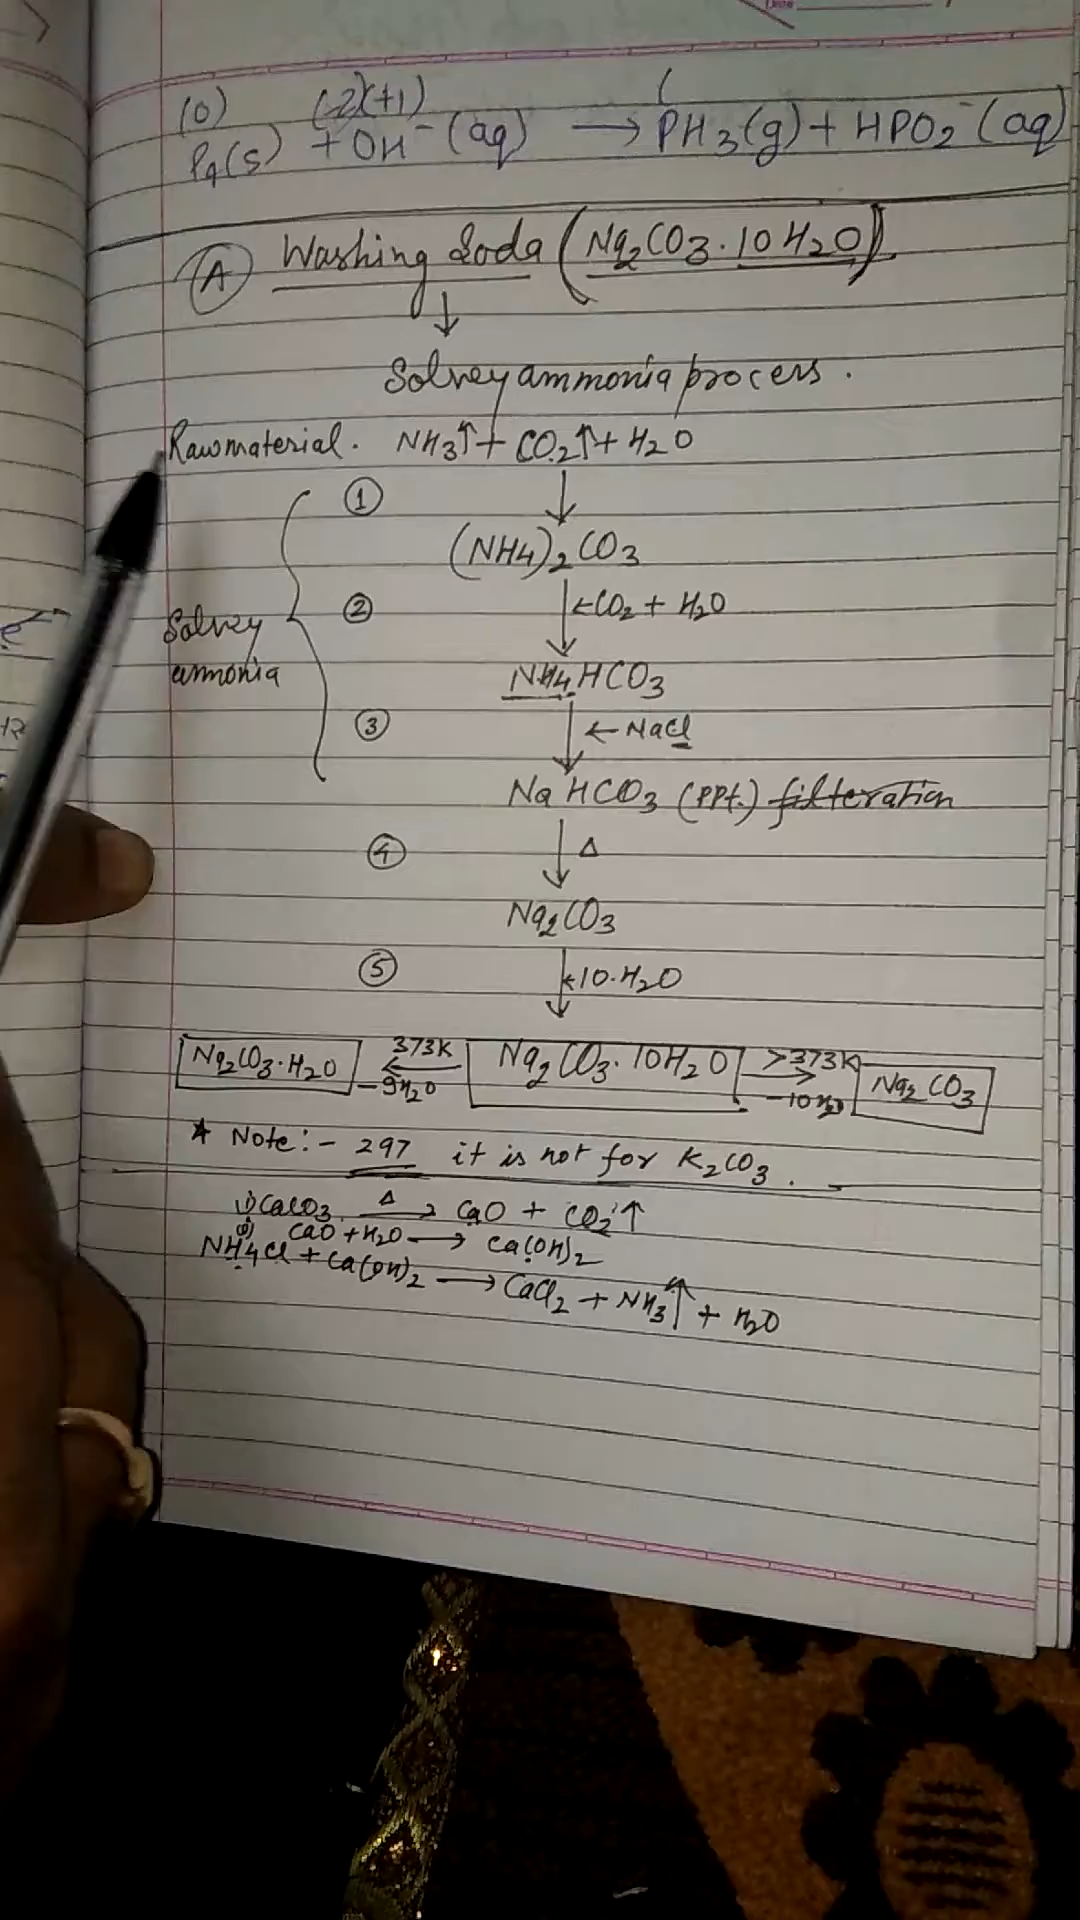 (0) (-2)(+1) (
P4(s) + OH⁻(aq) → PH3(g) + HPO2⁻(aq)
(A) Washing Soda (Na2CO3.10H2O)
↓
Solvey ammonia process.
Raw material. NH3↑ + CO2↑ + H2O
① ↓
(NH4)2CO3
② ↓ ← CO2 + H2O
Solvey
ammonia
NH4HCO3
③ ↓ ← NaCl
NaHCO3 (PPt.) filteration
④ ↓ Δ
Na2CO3
⑤ ↓ ← 10.H2O
Na2CO3.H2O ← 373K -9H2O Na2CO3.10H2O >373K → -10H2O Na2CO3
★ Note:- 297 it is not for K2CO3.
i) CaCO3 Δ → CaO + CO2↑
ii) CaO + H2O → Ca(OH)2
NH4Cl + Ca(OH)2 → CaCl2 + NH3↑ + H2O